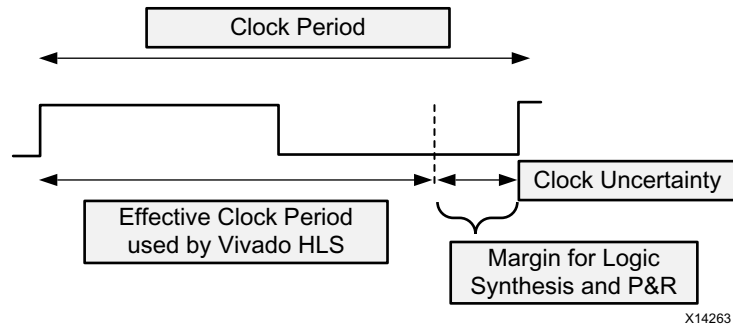 Clock Period
Clock Uncertainty
Effective Clock Period
used by Vivado HLS
Margin for Logic
Synthesis and P&R
X14263